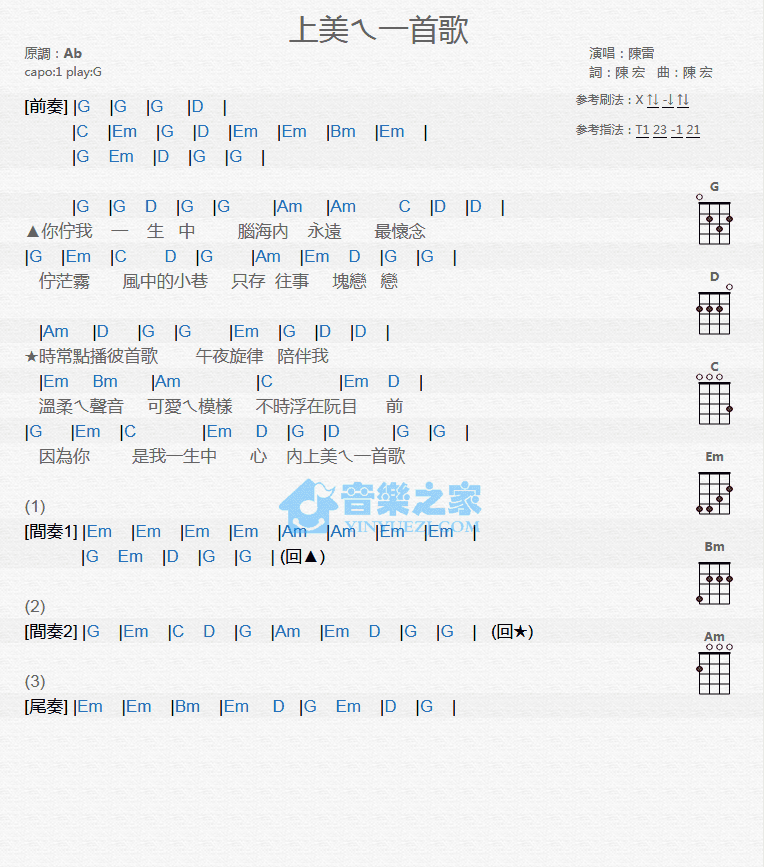 上美ㄟ一首歌
原調：Ab
capo:1 play:G
演唱：陳雷
詞：陳 宏 曲：陳 宏
参考刷法：X ↑↓ -↓ ↑↓
参考指法：T1 23 -1 21
[前奏] |G |G |G |D |
|C |Em |G |D |Em |Em |Bm |Em |
|G Em |D |G |G |
|G |G D |G |G |Am |Am C |D |D |
▲你佇我 一 生 中 腦海內 永遠 最懷念
|G |Em |C D |G |Am |Em D |G |G |
佇茫霧 風中的小巷 只存 往事 塊戀 戀
|Am |D |G |G |Em |G |D |D |
★時常點播彼首歌 午夜旋律 陪伴我
|Em Bm |Am |C |Em D |
溫柔ㄟ聲音 可愛ㄟ模樣 不時浮在阮目 前
|G |Em |C |Em D |G |D |G |G |
因為你 是我一生中 心 內上美ㄟ一首歌
(1)
[間奏1] |Em |Em |Em |Em |Am |Am |Em |Em |
|G Em |D |G |G | (回▲)
(2)
[間奏2] |G |Em |C D |G |Am |Em D |G |G | (回★)
(3)
[尾奏] |Em |Em |Bm |Em D |G Em |D |G |
G
D
C
Em
Bm
Am
音樂之家
XINYUEZI.COM